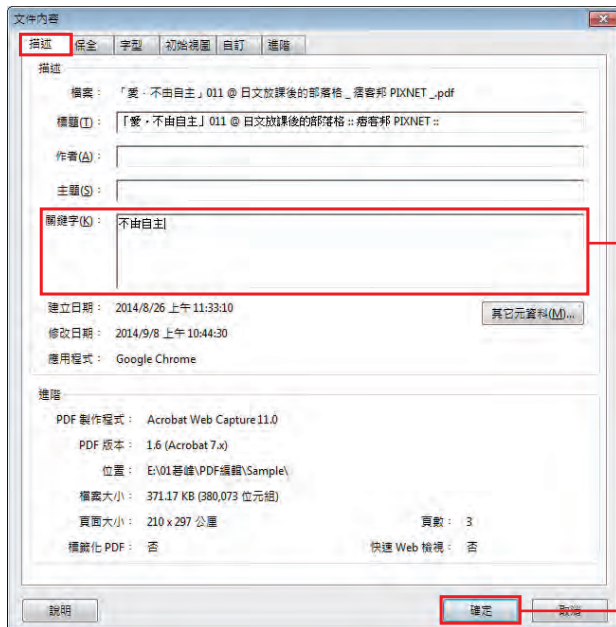 文件內容
描述 保全 字型 初始視圖 自訂 進階
描述
檔案： 「愛‧不由自主」011 @ 日文放課後的部落格 _ 痞客邦 PIXNET _.pdf
標題(T)： 「愛‧不由自主」011 @ 日文放課後的部落格 :: 痞客邦 PIXNET ::
作者(A)：
主題(S)：
關鍵字(K)： 不由自主
建立日期： 2014/8/26 上午 11:33:10
其它元資料(M)...
修改日期： 2014/9/8 上午 10:44:30
應用程式： Google Chrome
進階
PDF 製作程式： Acrobat Web Capture 11.0
PDF 版本： 1.6 (Acrobat 7.x)
位置： E:\01碁峰\PDF編輯\Sample\
檔案大小： 371.17 KB (380,073 位元組)
頁面大小： 210 x 297 公厘 頁數： 3
標籤化 PDF： 否 快速 Web 檢視： 否
說明 確定 取消